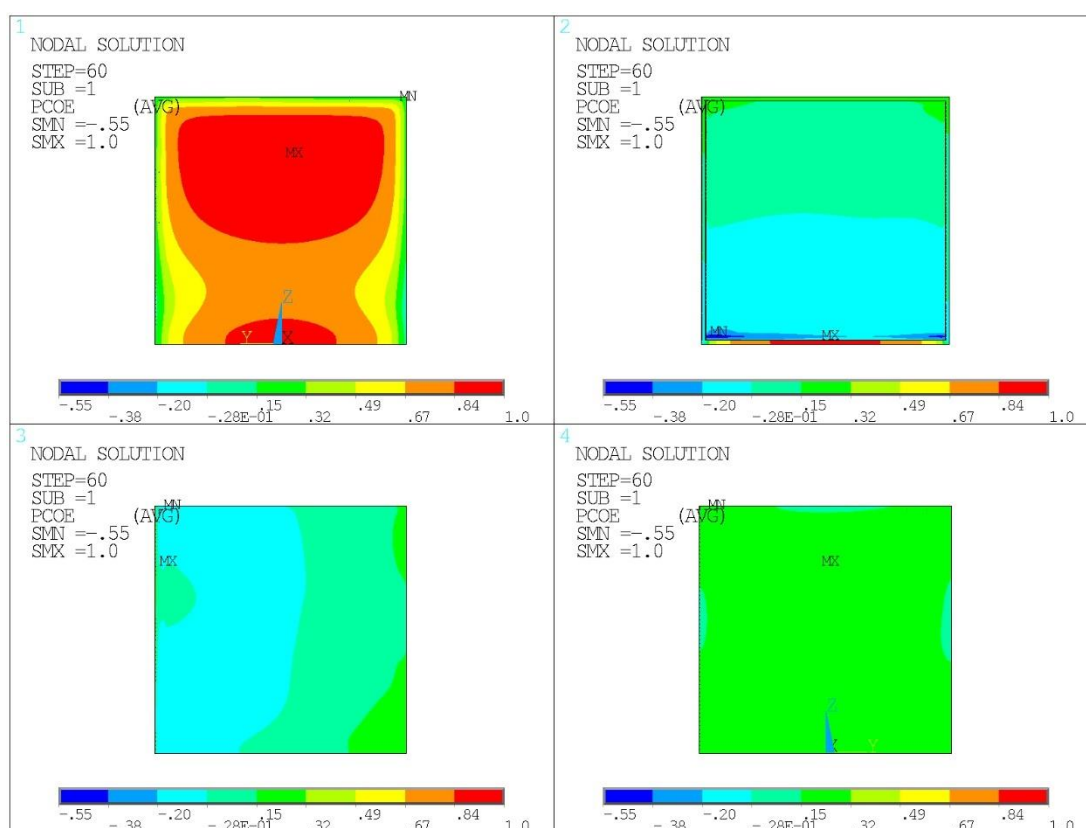 1
NODAL SOLUTION
STEP=60
SUB =1
PCOE (AVG)
SMN =-.55
SMX =1.0
MN
MX
Z
Y X
-.55 -.38 -.20 -.28E-01 .15 .32 .49 .67 .84 1.0
2
NODAL SOLUTION
STEP=60
SUB =1
PCOE (AVG)
SMN =-.55
SMX =1.0
MN MX
-.55 -.38 -.20 -.28E-01 .15 .32 .49 .67 .84 1.0
3
NODAL SOLUTION
STEP=60
SUB =1
PCOE (AVG)
SMN =-.55
SMX =1.0
MN
MX
-.55 -.38 -.20 -.28E-01 .15 .32 .49 .67 .84 1.0
4
NODAL SOLUTION
STEP=60
SUB =1
PCOE (AVG)
SMN =-.55
SMX =1.0
MN
MX
Z
X Y
-.55 -.38 -.20 -.28E-01 .15 .32 .49 .67 .84 1.0